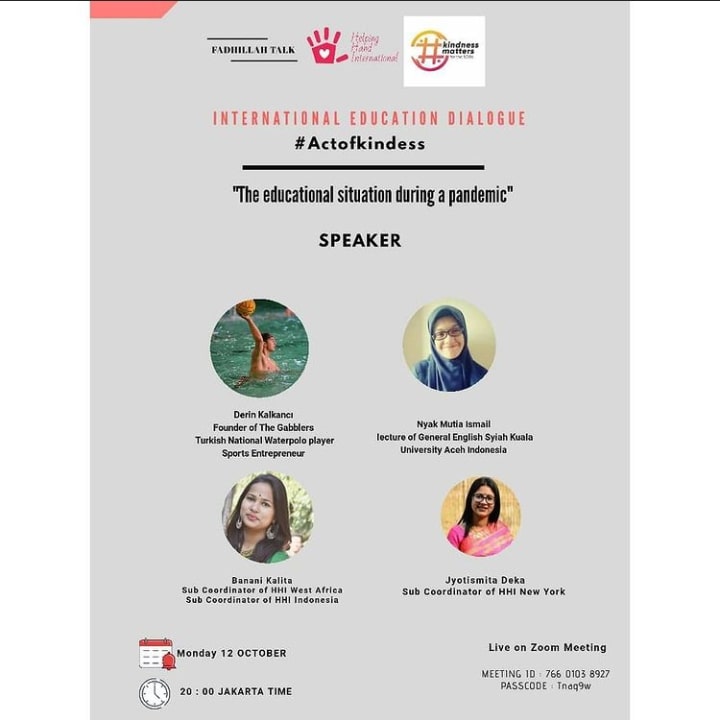 FADHILLAH TALK
Helping
Hand
International
#kindness
matters
for the SDGs
INTERNATIONAL EDUCATION DIALOGUE
#Actofkindess
"The educational situation during a pandemic"
SPEAKER
Derin Kalkancı
Founder of The Gabblers
Turkish National Waterpolo player
Sports Entrepreneur
Nyak Mutia Ismail
lecture of General English Syiah Kuala
University Aceh Indonesia
Banani Kalita
Sub Coordinator of HHI West Africa
Sub Coordinator of HHI Indonesia
Jyotismita Deka
Sub Coordinator of HHI New York
Monday 12 OCTOBER
20 : 00 JAKARTA TIME
Live on Zoom Meeting
MEETING ID : 766 0103 8927
PASSCODE : Tnaq9w